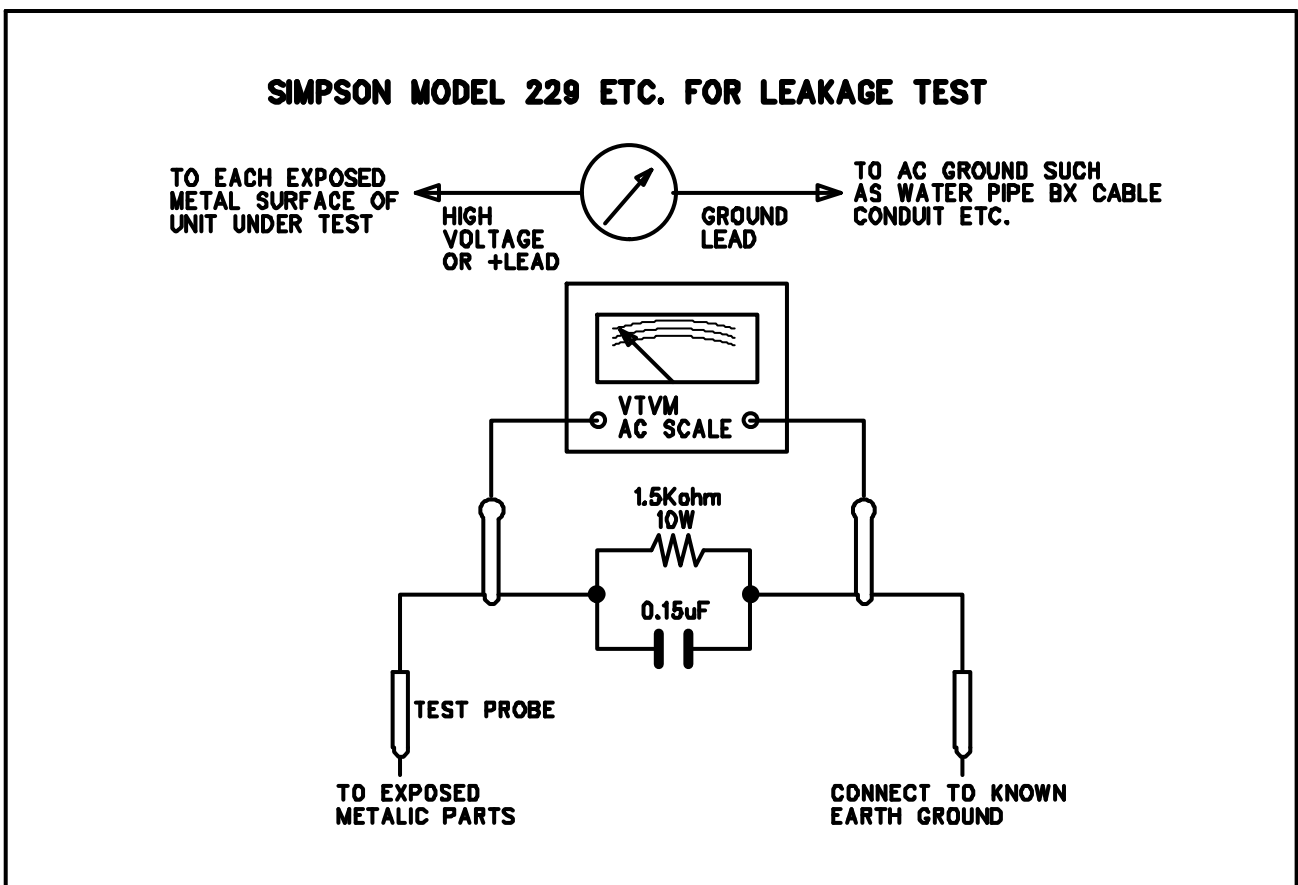 SIMPSON MODEL 229 ETC. FOR LEAKAGE TEST
TO EACH EXPOSED
METAL SURFACE OF
UNIT UNDER TEST
HIGH
VOLTAGE
OR +LEAD
GROUND
LEAD
TO AC GROUND SUCH
AS WATER PIPE BX CABLE
CONDUIT ETC.
VTVM
AC SCALE
1.5Kohm
10W
0.15uF
TEST PROBE
TO EXPOSED
METALIC PARTS
CONNECT TO KNOWN
EARTH GROUND